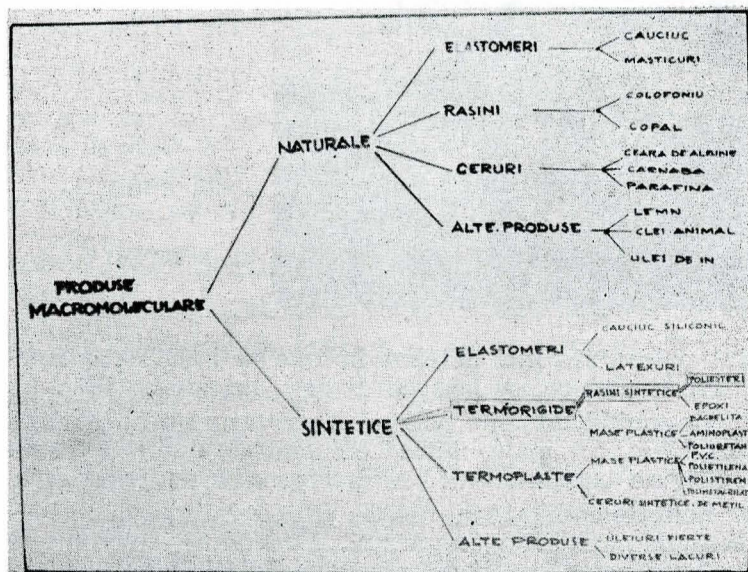 ELASTOMERI
CAUCIUC
MASTICURI
RASINI
COLOFONIU
COPAL
NATURALE
CERURI
CEARA DE ALBINE
CARNABA
PARAFINA
ALTE PRODUSE
LEMN
CLEI ANIMAL
ULEI DE IN
PRODUSE
MACROMOLECULARE
ELASTOMERI
CAUCIUC SILICONIC
LATEXURI
SINTETICE
TERMORIGIDE
RASINI SINTETICE
POLIESTERI
EPOXI
MASE PLASTICE
BACHELITA
AMINOPLAST
POLIURETAN
TERMOPLASTE
MASE PLASTICE
P.V.C.
POLIETILENA
POLISTIREN
CERURI SINTETICE
DE METIL
ALTE PRODUSE
ULEIURI FIERTE
DIVERSE LACURI